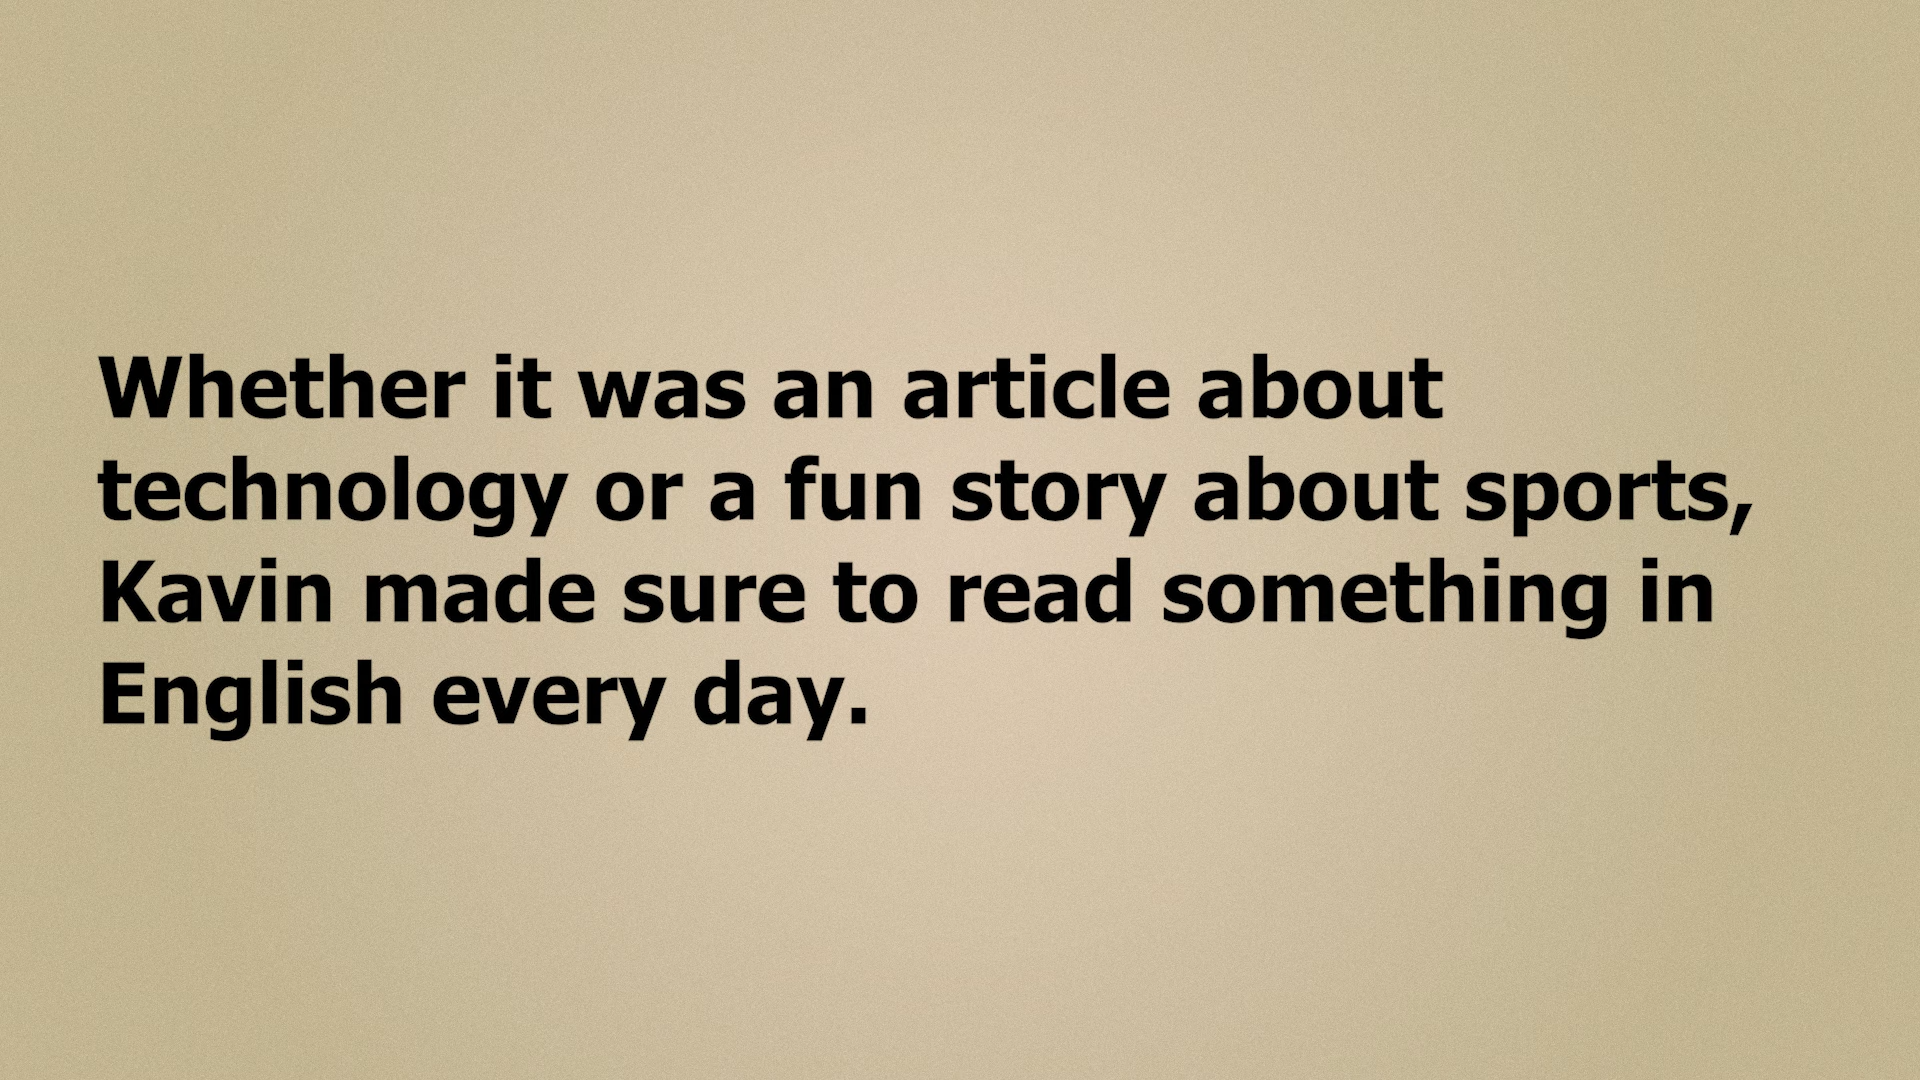 Whether it was an article about
technology or a fun story about sports,
Kavin made sure to read something in
English every day.